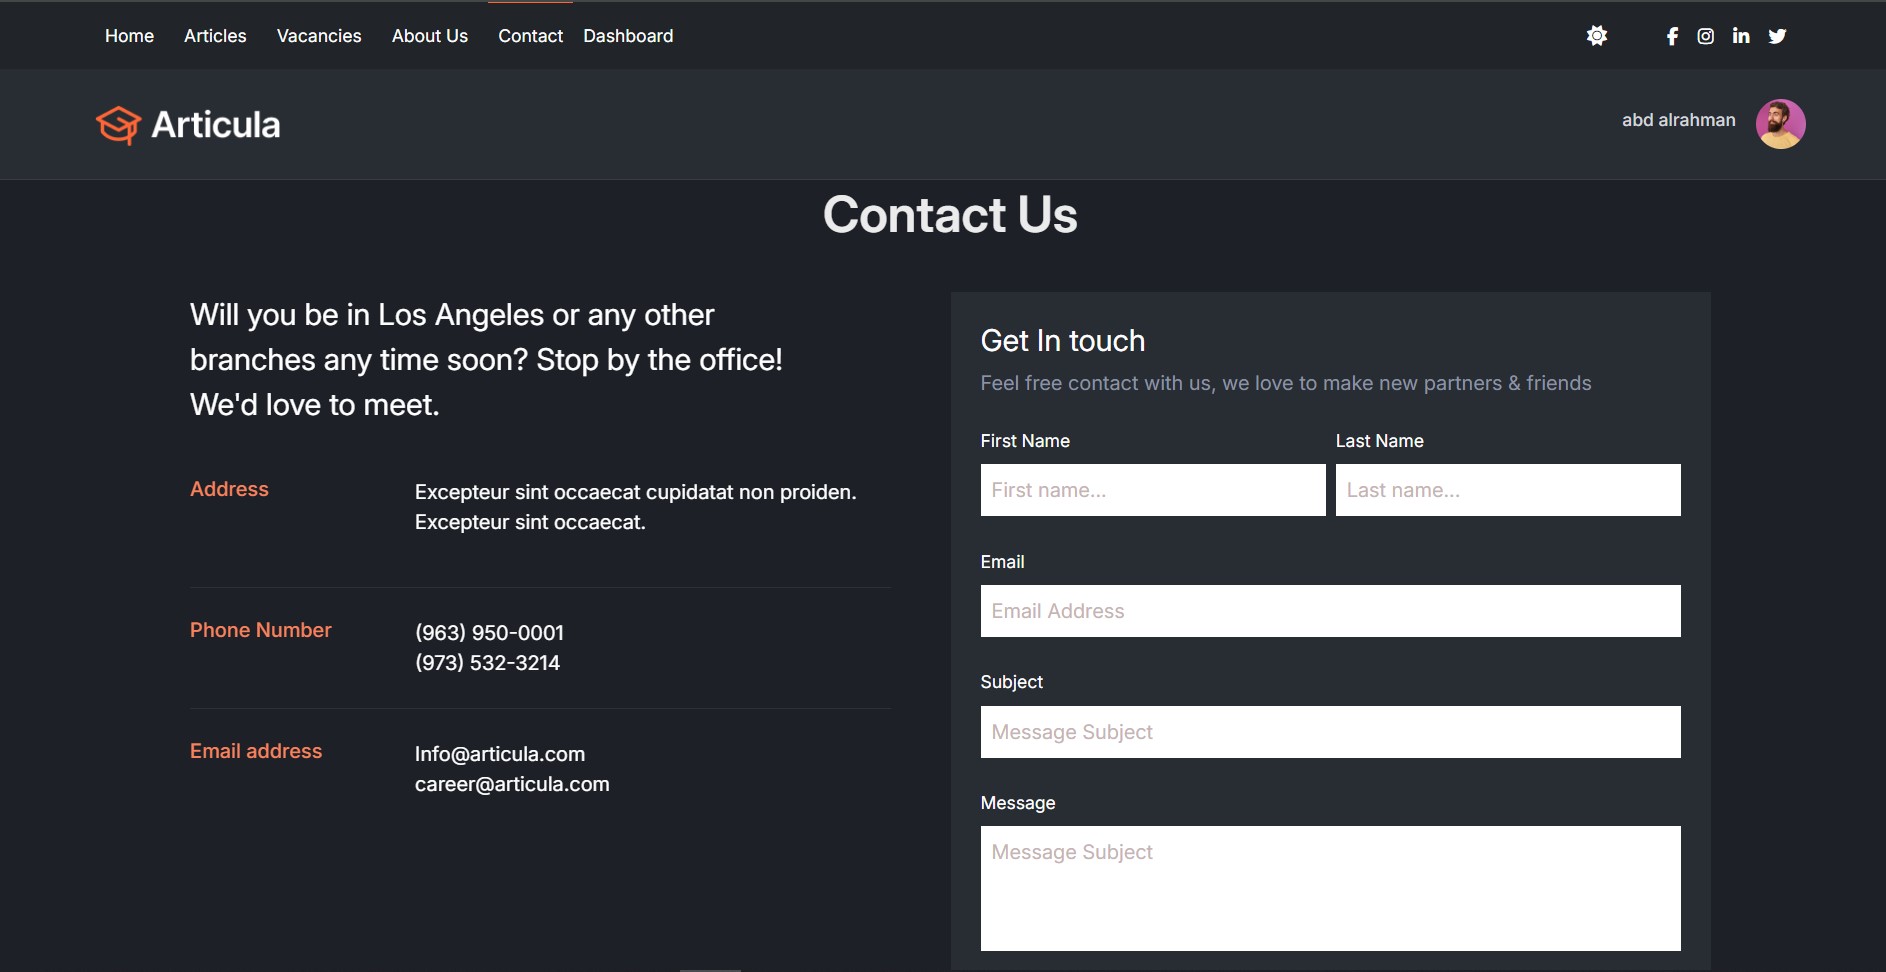 Home Articles Vacancies About Us Contact Dashboard
Articula
abd alrahman
Contact Us
Will you be in Los Angeles or any other
branches any time soon? Stop by the office!
We'd love to meet.
Address
Excepteur sint occaecat cupidatat non proiden.
Excepteur sint occaecat.
Phone Number
(963) 950-0001
(973) 532-3214
Email address
Info@articula.com
career@articula.com
Get In touch
Feel free contact with us, we love to make new partners & friends
First Name Last Name
First name... Last name...
Email
Email Address
Subject
Message Subject
Message
Message Subject